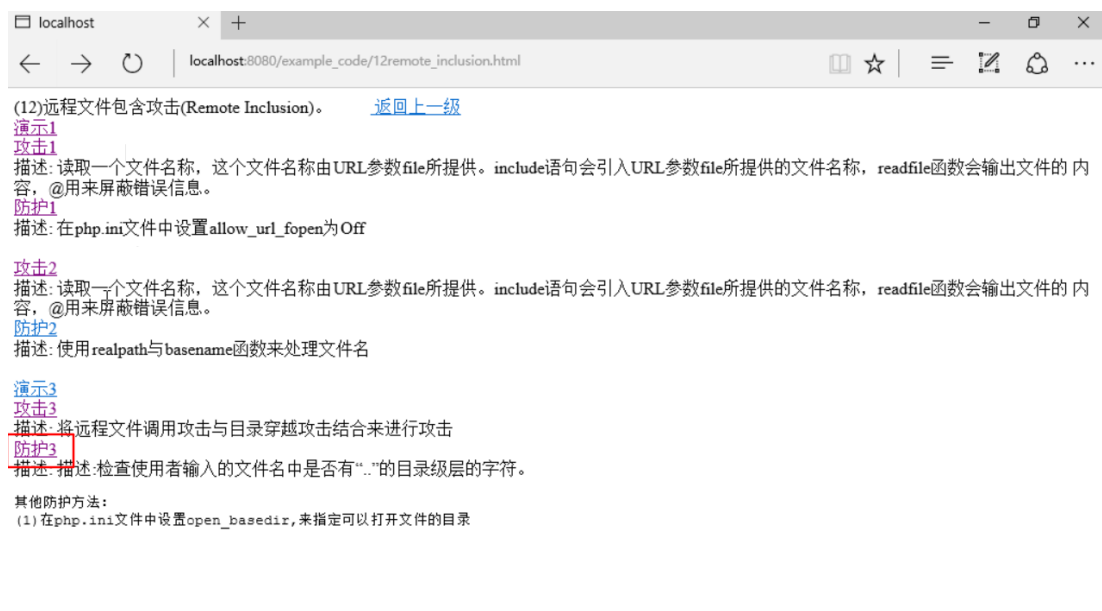 localhost
localhost:8080/example_code/12remote_inclusion.html
(12)远程文件包含攻击(Remote Inclusion)。 返回上一级
演示1
攻击1
描述: 读取一个文件名称，这个文件名称由URL参数file所提供。include语句会引入URL参数file所提供的文件名称，readfile函数会输出文件的 内
容，@用来屏蔽错误信息。
防护1
描述: 在php.ini文件中设置allow_url_fopen为Off
攻击2
描述: 读取一个文件名称，这个文件名称由URL参数file所提供。include语句会引入URL参数file所提供的文件名称，readfile函数会输出文件的 内
容，@用来屏蔽错误信息。
防护2
描述: 使用realpath与basename函数来处理文件名
演示3
攻击3
描述: 将远程文件调用攻击与目录穿越攻击结合来进行攻击
防护3
描述: 描述:检查使用者输入的文件名中是否有“..”的目录级层的字符。
其他防护方法:
(1)在php.ini文件中设置open_basedir,来指定可以打开文件的目录